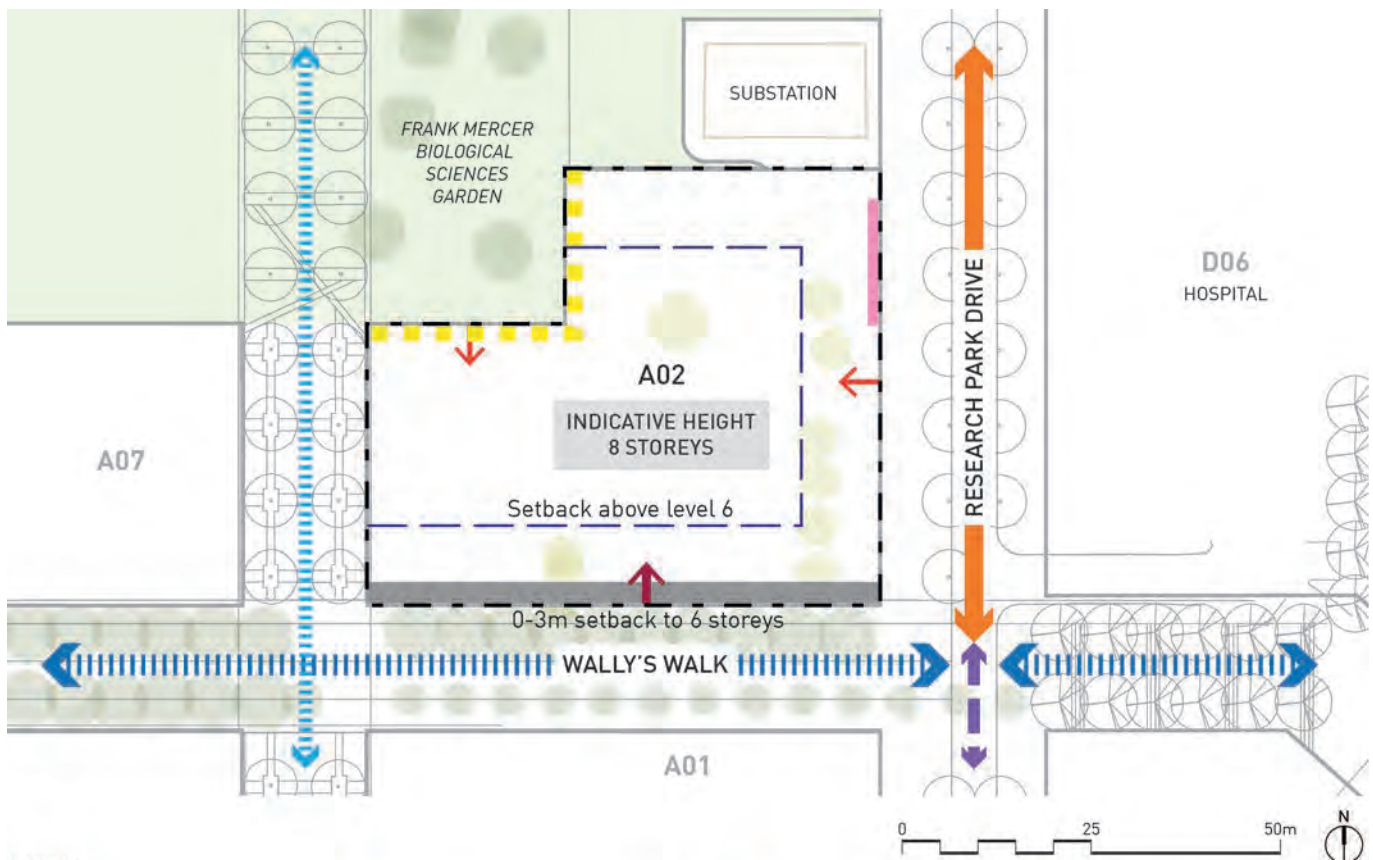 FRANK MERCER
BIOLOGICAL
SCIENCES
GARDEN
SUBSTATION
RESEARCH PARK DRIVE
D06
HOSPITAL
A02
INDICATIVE HEIGHT
8 STOREYS
A07
Setback above level 6
0-3m setback to 6 storeys
WALLY'S WALK
A01
0 25 50m
N